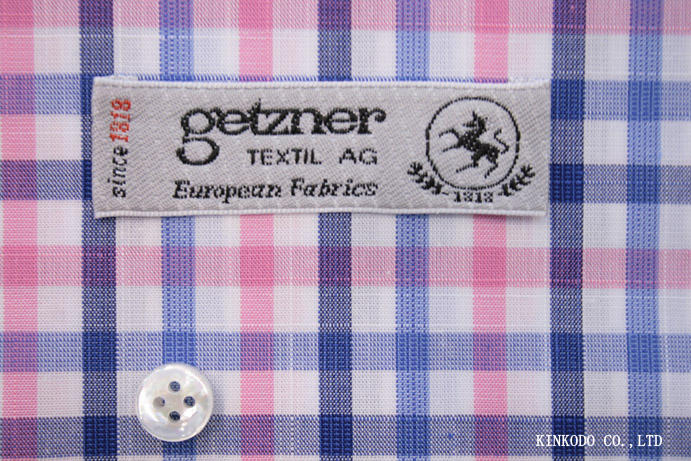 since 1818
getzner
TEXTIL AG
European Fabrics
-1818-
KINKODO CO.,LTD